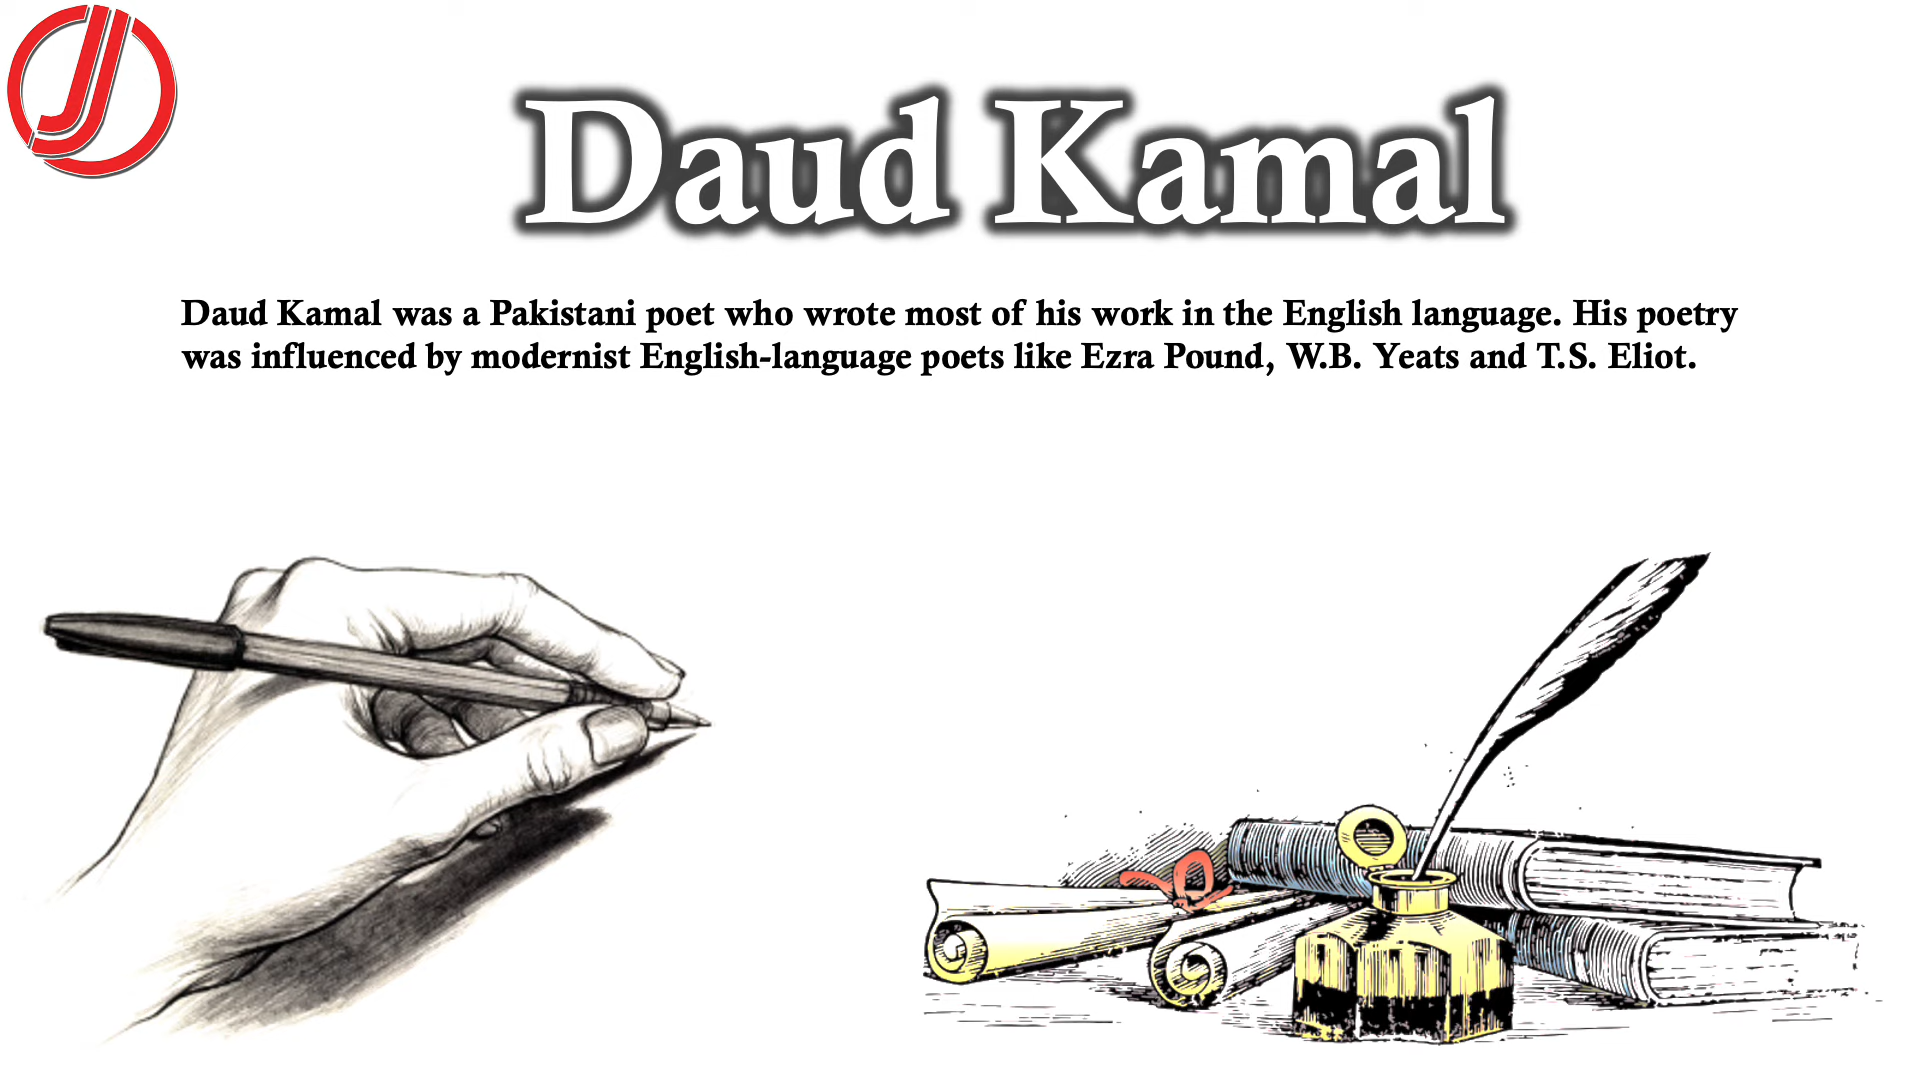 Daud Kamal
Daud Kamal was a Pakistani poet who wrote most of his work in the English language. His poetry
was influenced by modernist English-language poets like Ezra Pound, W.B. Yeats and T.S. Eliot.